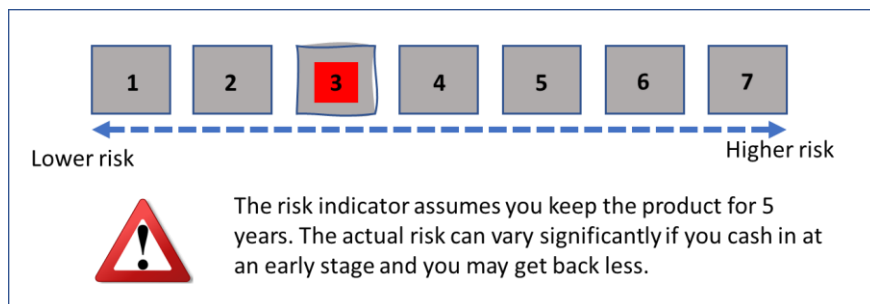 1 2 3 4 5 6 7
Lower risk
Higher risk
The risk indicator assumes you keep the product for 5
years. The actual risk can vary significantly if you cash in at
an early stage and you may get back less.